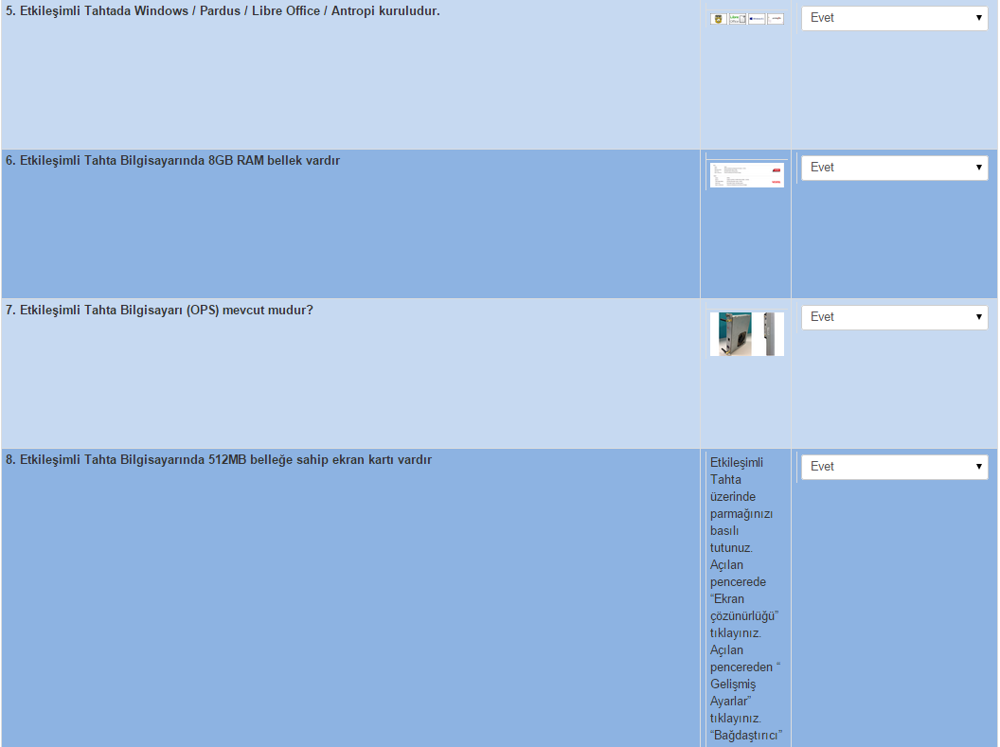 5. Etkileşimli Tahtada Windows / Pardus / Libre Office / Antropi kuruludur.
Evet
6. Etkileşimli Tahta Bilgisayarında 8GB RAM bellek vardır
Evet
7. Etkileşimli Tahta Bilgisayarı (OPS) mevcut mudur?
Evet
8. Etkileşimli Tahta Bilgisayarında 512MB belleğe sahip ekran kartı vardır
Etkileşimli
Tahta
üzerinde
parmağınızı
basılı
tutunuz.
Açılan
pencerede
“Ekran
çözünürlüğü”
tıklayınız.
Açılan
pencereden “
Gelişmiş
Ayarlar”
tıklayınız.
“Bağdaştırıcı”
Evet